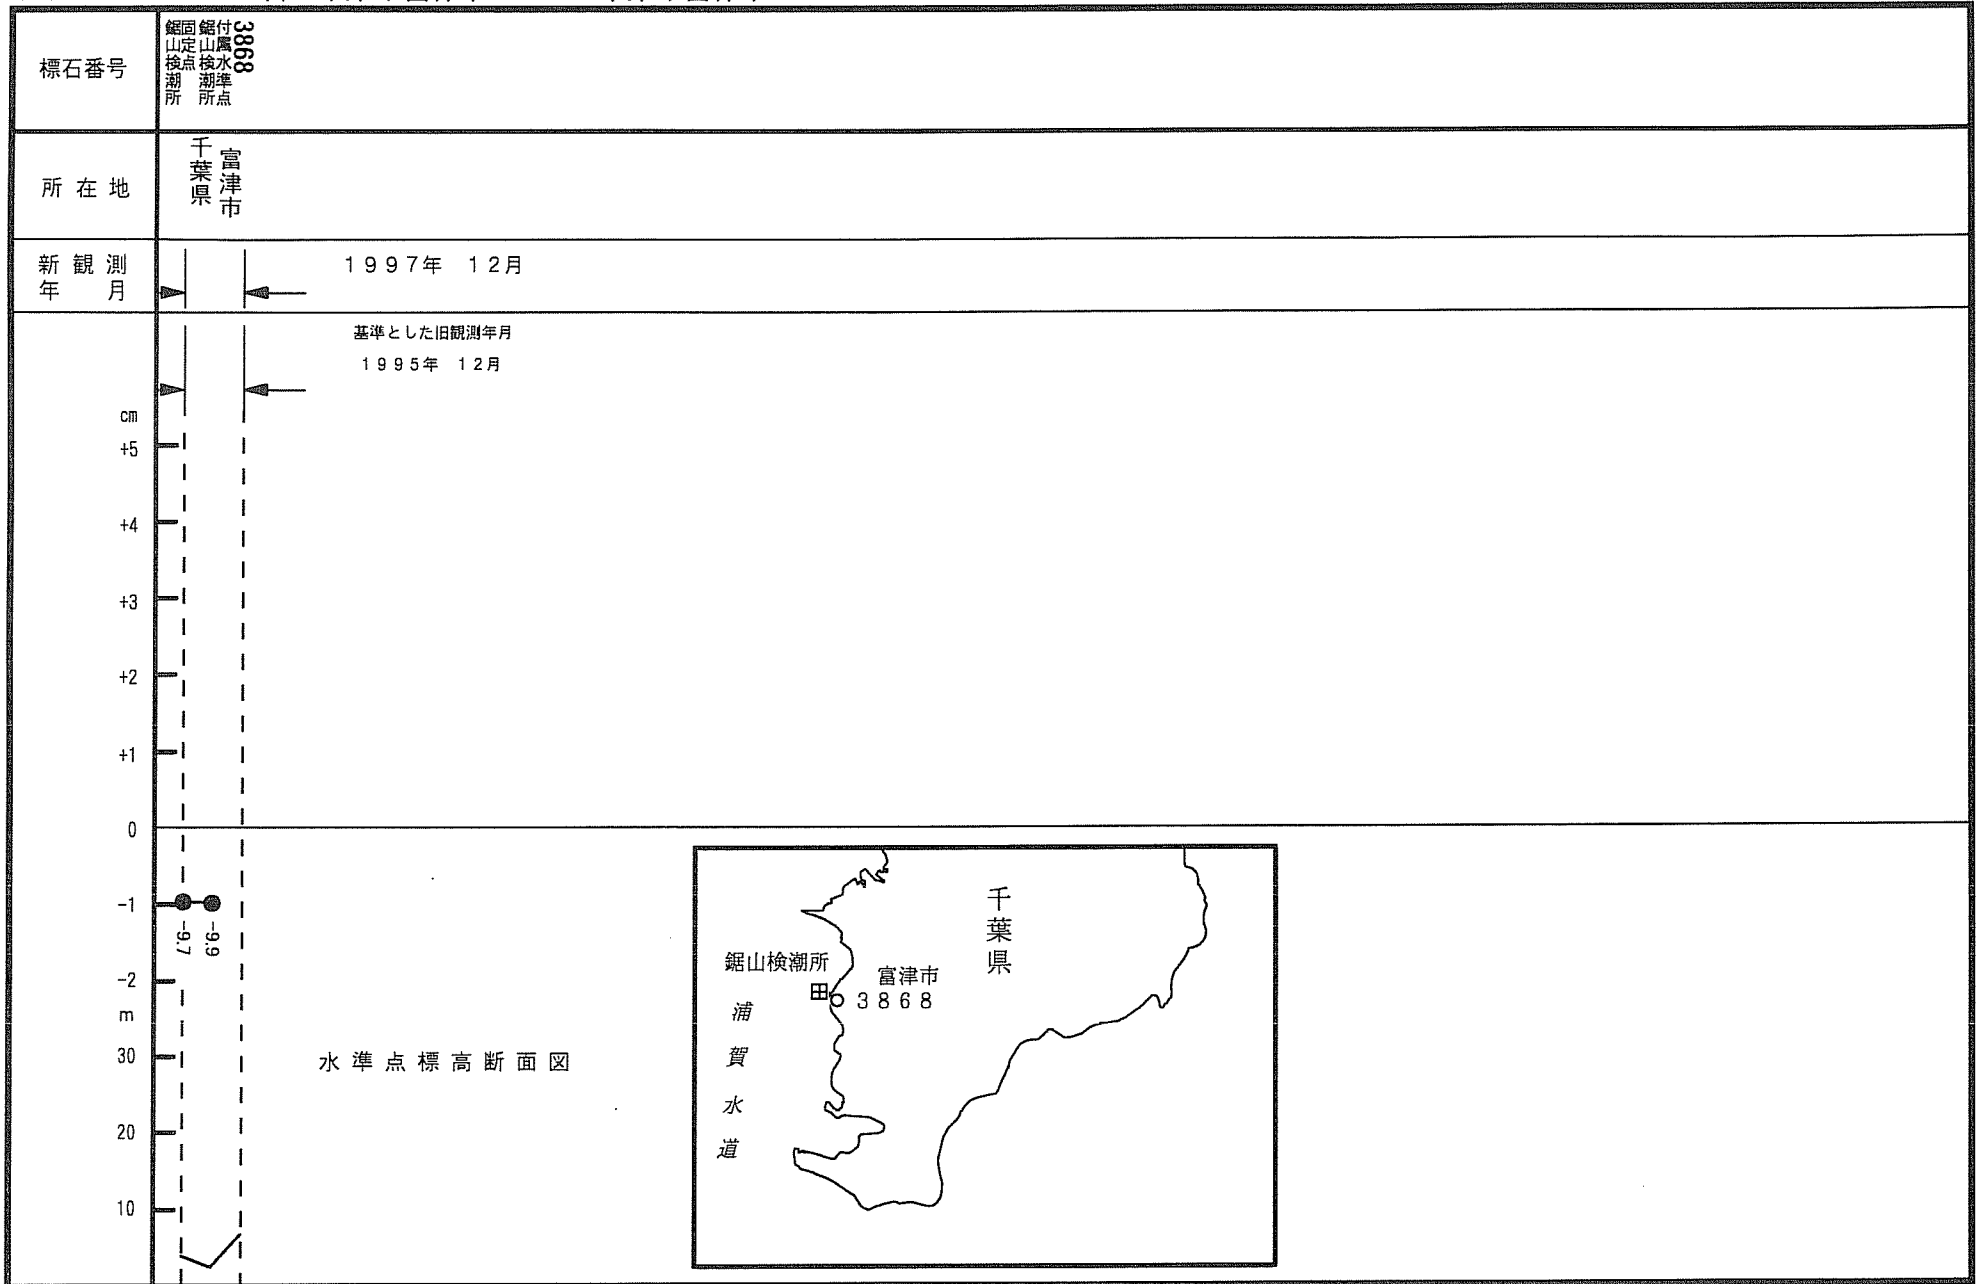 標石番号
鋸山検潮所
固定点
鋸山検潮所
付属水準点
3868
所在地
千葉県
富津市
新観測
年月
1997年 12月
基準とした旧観測年月
1995年 12月
cm
+5
+4
+3
+2
+1
0
-1
-2
-9.7
-9.9
m
30
20
10
水準点標高断面図
千葉県
鋸山検潮所
富津市
3868
浦賀水道